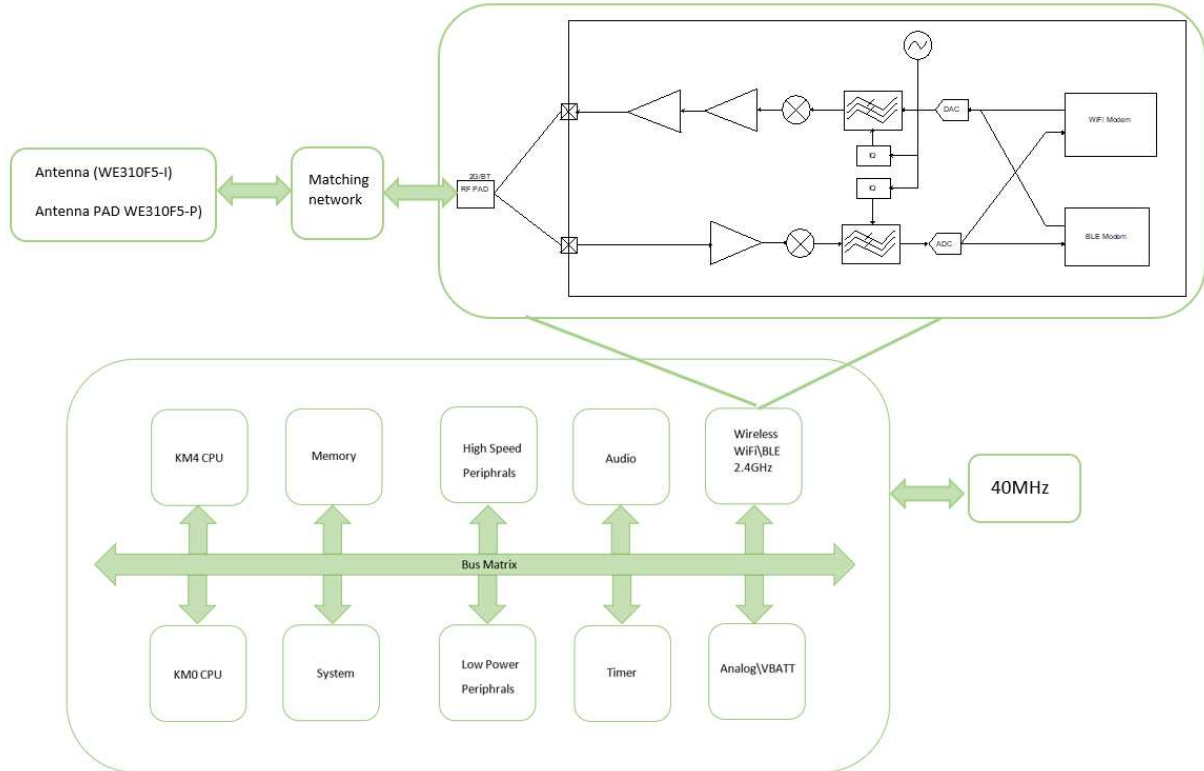 DAC
WiFi Modem
Antenna (WE310F5-I)
Antenna PAD WE310F5-P)
Matching
network
2G/BT
RF PAD
IQ
IQ
ADC
BLE Modem
KM4 CPU
Memory
High Speed
Periphrals
Audio
Wireless
WiFi\BLE
2.4GHz
40MHz
Bus Matrix
KM0 CPU
System
Low Power
Periphrals
Timer
Analog\VBATT